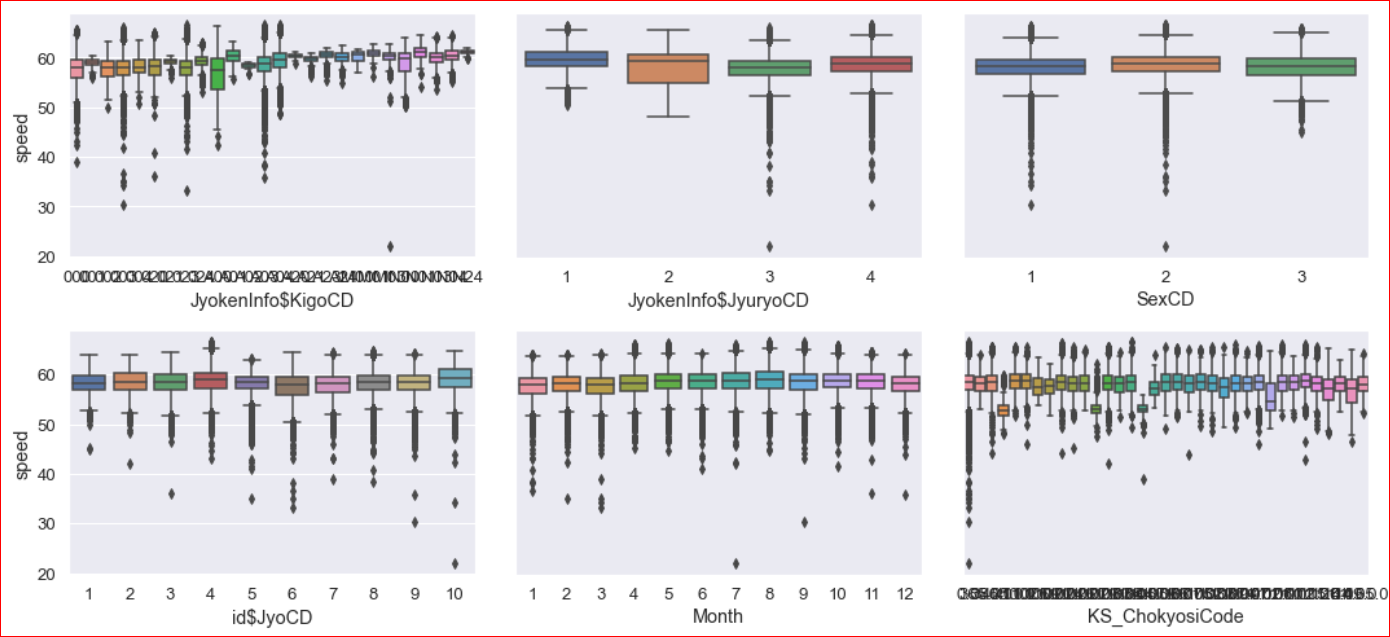 speed
60
50
40
30
20
JyokenInfo$KigoCD
1 2 3 4
JyokenInfo$JyuryoCD
1 2 3
SexCD
speed
60
50
40
30
20
1 2 3 4 5 6 7 8 9 10
id$JyoCD
1 2 3 4 5 6 7 8 9 10 11 12
Month
KS_ChokyosiCode